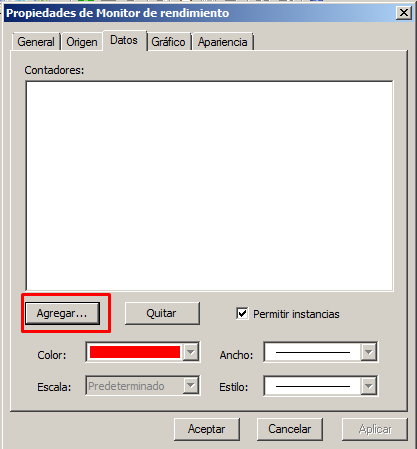 Propiedades de Monitor de rendimiento
General Origen Datos Gráfico Apariencia
Contadores:
Agregar... Quitar Permitir instancias
Color: Ancho:
Escala: Predeterminado Estilo:
Aceptar Cancelar Aplicar